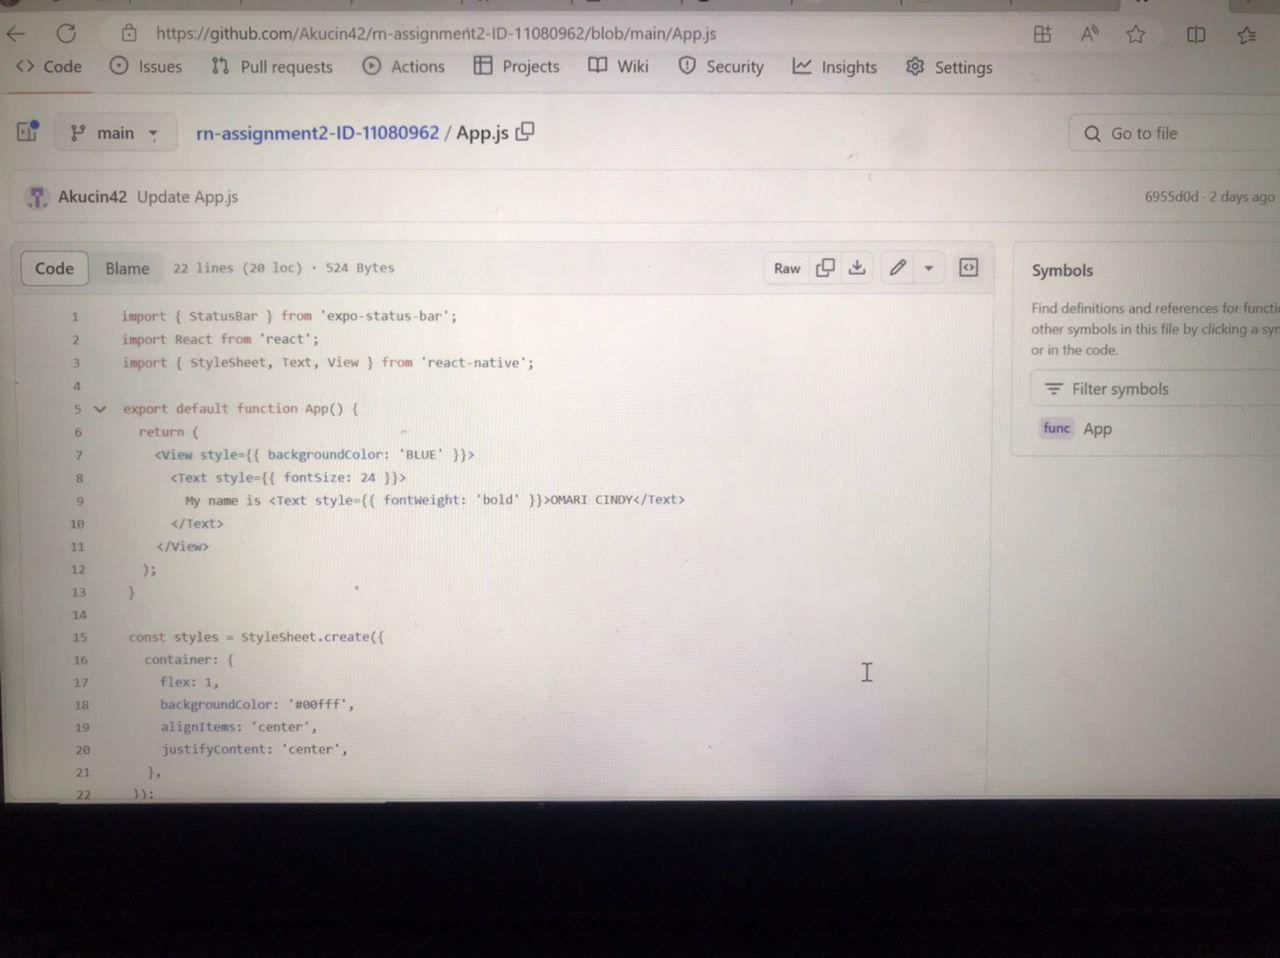 https://github.com/Akucin42/rn-assignment2-ID-11080962/blob/main/App.js
<> Code Issues Pull requests Actions Projects Wiki Security Insights Settings
main rn-assignment2-ID-11080962 / App.js Go to file
Akucin42 Update App.js 6955d0d · 2 days ago
Code Blame 22 lines (20 loc) · 524 Bytes Raw
1 import { StatusBar } from 'expo-status-bar';
2 import React from 'react';
3 import { StyleSheet, Text, View } from 'react-native';
4
5 export default function App() {
6 return (
7 <View style={{ backgroundColor: 'BLUE' }}>
8 <Text style={{ fontSize: 24 }}>
9 My name is <Text style={{ fontWeight: 'bold' }}>OMARI CINDY</Text>
10 </Text>
11 </View>
12 );
13 }
14
15 const styles = StyleSheet.create({
16 container: {
17 flex: 1,
18 backgroundColor: '#00fff',
19 alignItems: 'center',
20 justifyContent: 'center',
21 },
22 });
Symbols
Find definitions and references for functi
other symbols in this file by clicking a syr
or in the code.
Filter symbols
func App